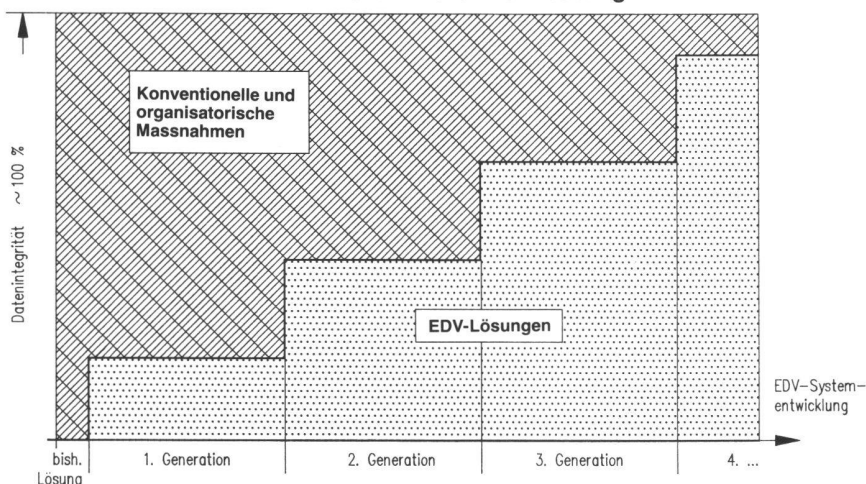 Konventionelle und
organisatorische
Massnahmen
Datenintegrität ~100 %
EDV-Lösungen
EDV-System-
entwicklung
bish.
Lösung
1. Generation
2. Generation
3. Generation
4. ...